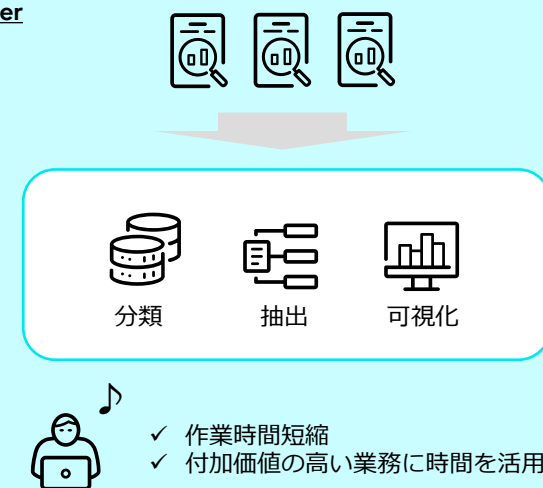 er
分類
抽出
可視化
✓ 作業時間短縮
✓ 付加価値の高い業務に時間を活用